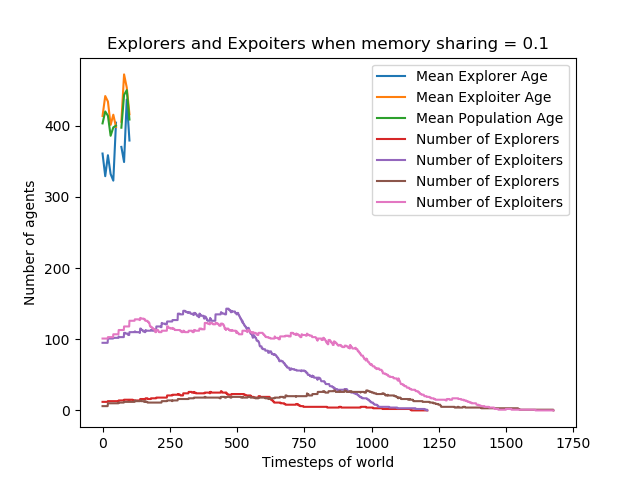 Explorers and Expoiters when memory sharing = 0.1
Mean Explorer Age
Mean Exploiter Age
Mean Population Age
Number of Explorers
Number of Exploiters
Number of Explorers
Number of Exploiters
Number of agents
400
300
200
100
0
0 250 500 750 1000 1250 1500 1750
Timesteps of world